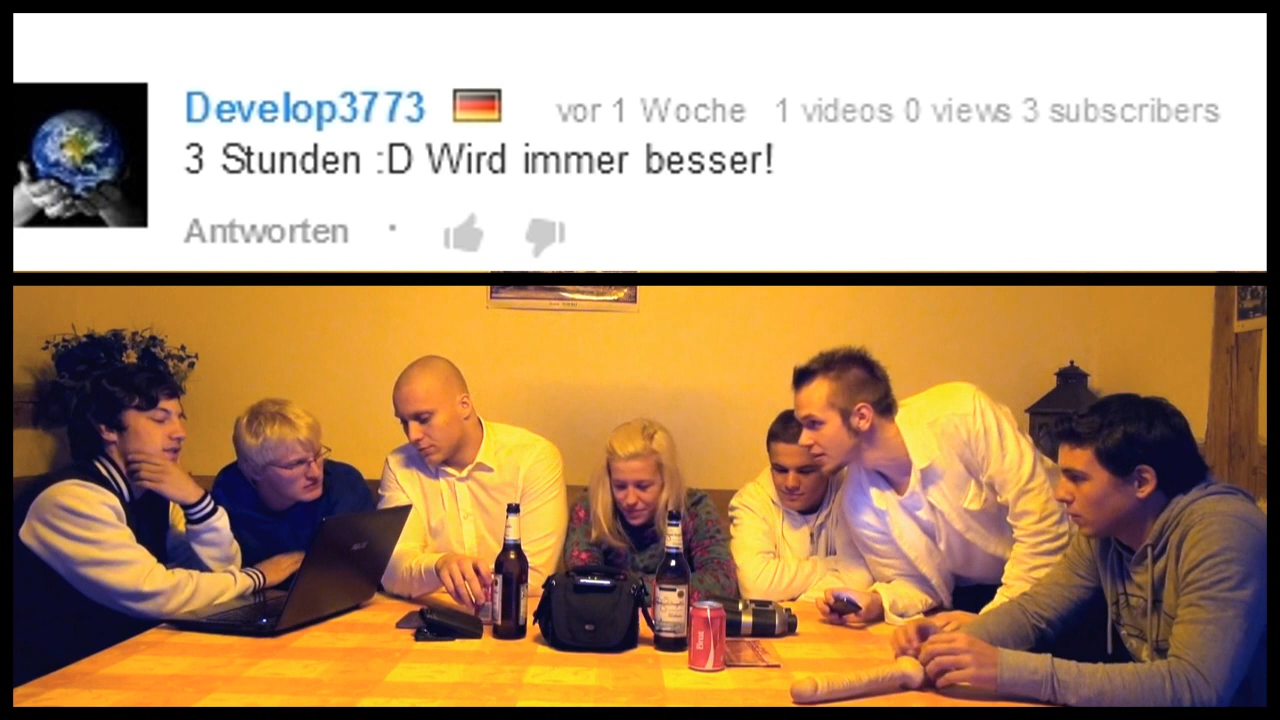 Develop3773 vor 1 Woche 1 videos 0 views 3 subscribers
3 Stunden :D Wird immer besser!
Antworten ·